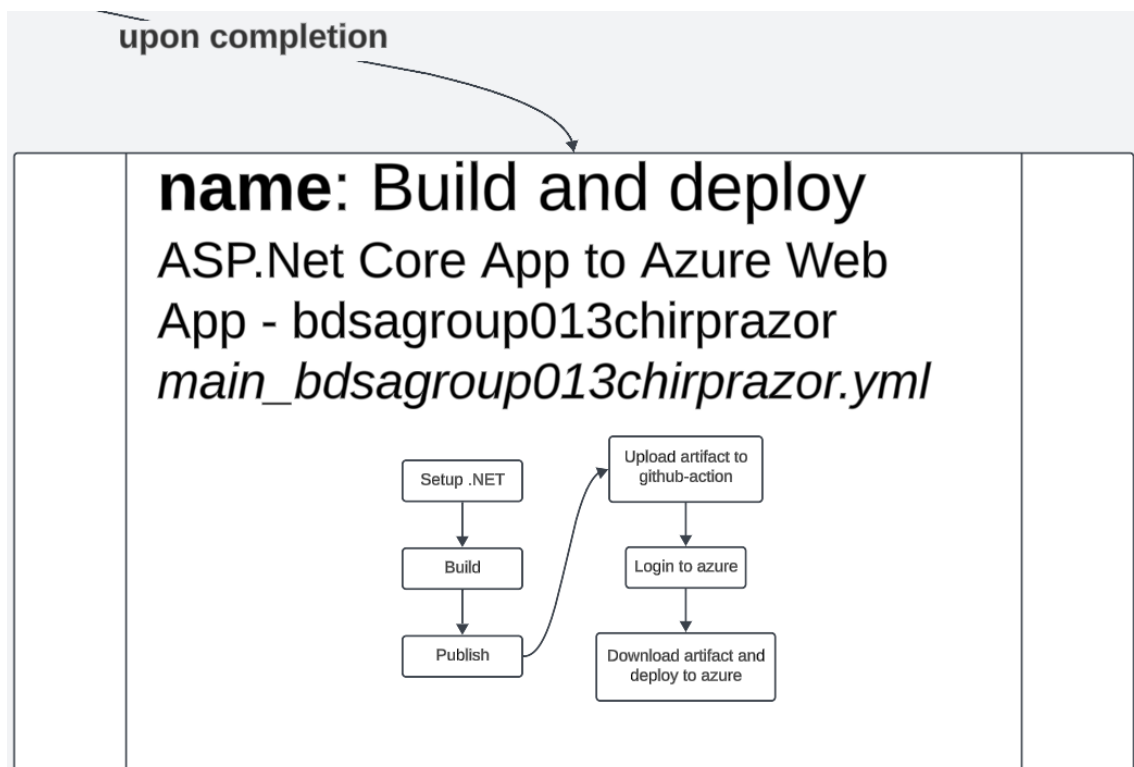 upon completion
name: Build and deploy
ASP.Net Core App to Azure Web
App - bdsagroup013chirprazor
main_bdsagroup013chirprazor.yml
Setup .NET
Build
Publish
Upload artifact to
github-action
Login to azure
Download artifact and
deploy to azure